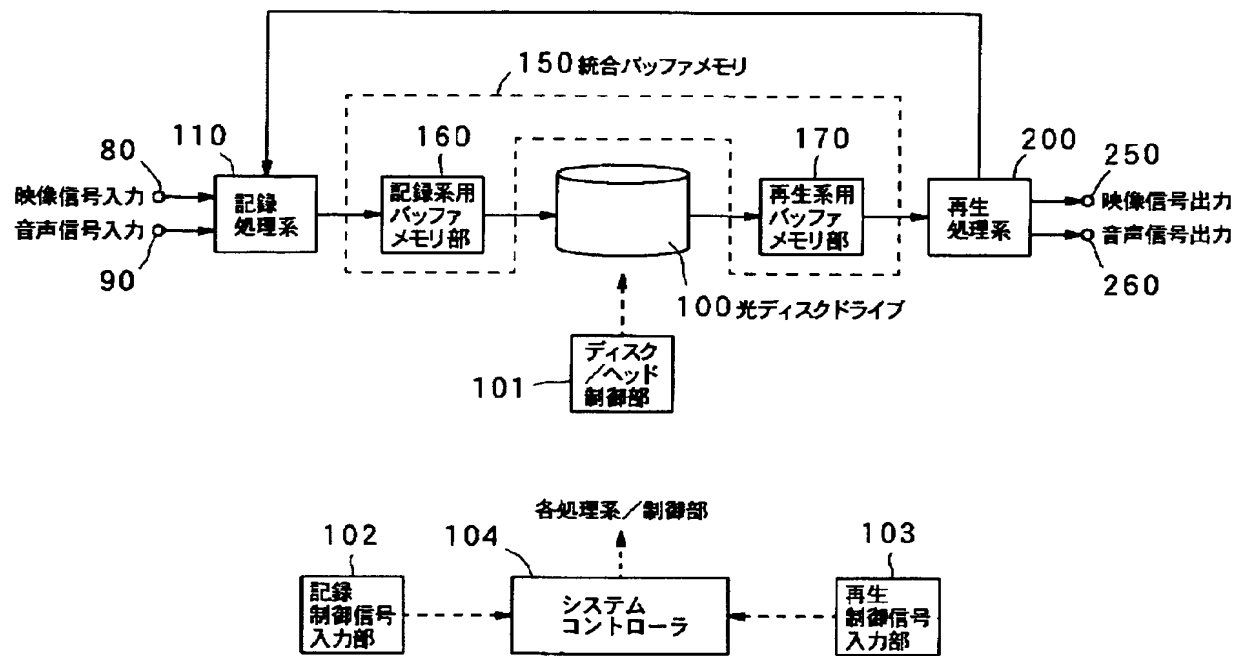 150 統合バッファメモリ
80
110
160
170
200
250
映像信号入力
音声信号入力
記録
処理系
記録系用
バッファ
メモリ部
再生系用
バッファ
メモリ部
再生
処理系
映像信号出力
音声信号出力
90
260
100 光ディスクドライブ
101
ディスク
/ヘッド
制御部
各処理系/制御部
102
104
103
記録
制御信号
入力部
システム
コントローラ
再生
制御信号
入力部